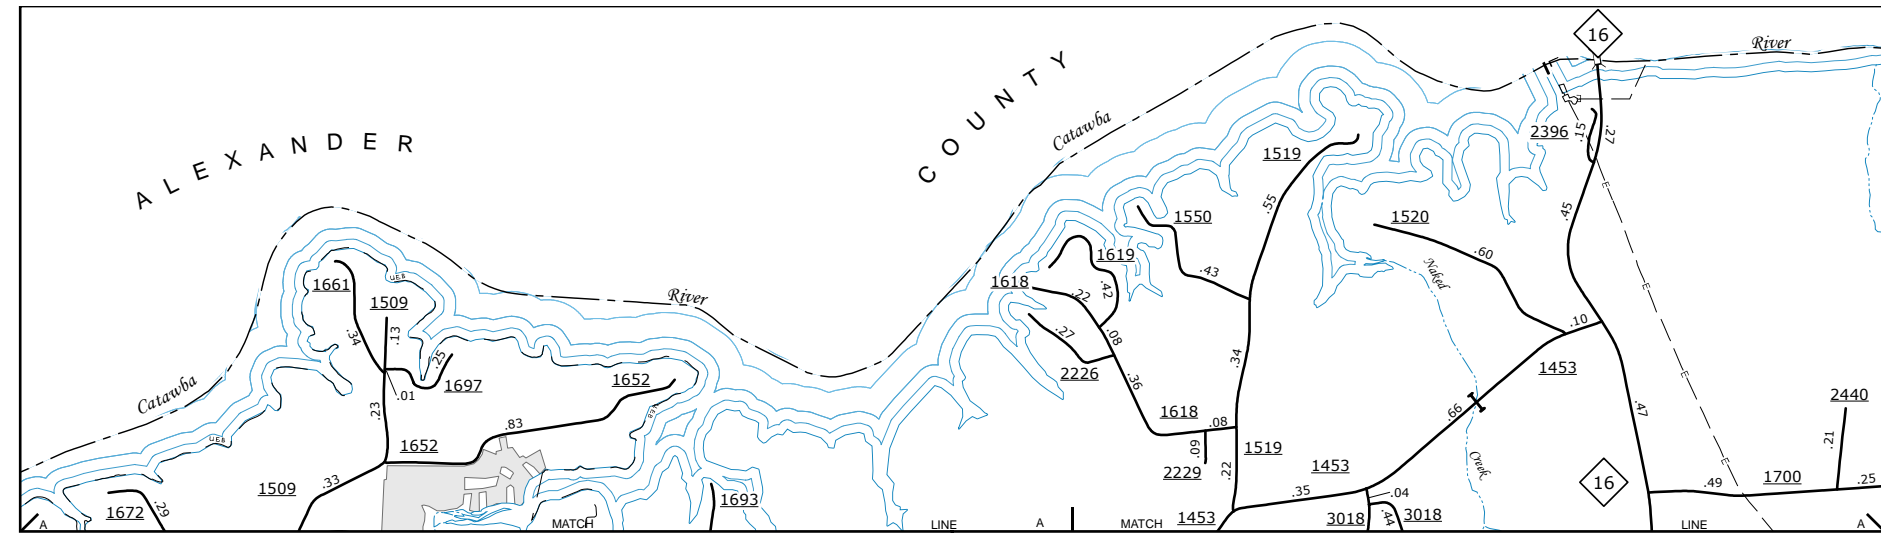 ALEXANDER
COUNTY
Catawba
River
Catawba
River
16
2396
.15
.27
.45
1519
.55
1550
.43
1520
.60
Naked
Creek
1619
.42
1618
.22
.08
.27
2226
.36
1618
.08
.09
2229
.34
1519
.22
1661
1509
.34
.13
.25
1697
.01
.23
1652
.83
1652
1509
.33
1672
.29
1693
.10
1453
.66
1453
.35
.04
3018
.44
3018
1453
.47
16
2440
.21
1700
.49
.25
E
E
E
E
E
UEB
UEB
UEB
A
MATCH
LINE
A
MATCH
LINE
A